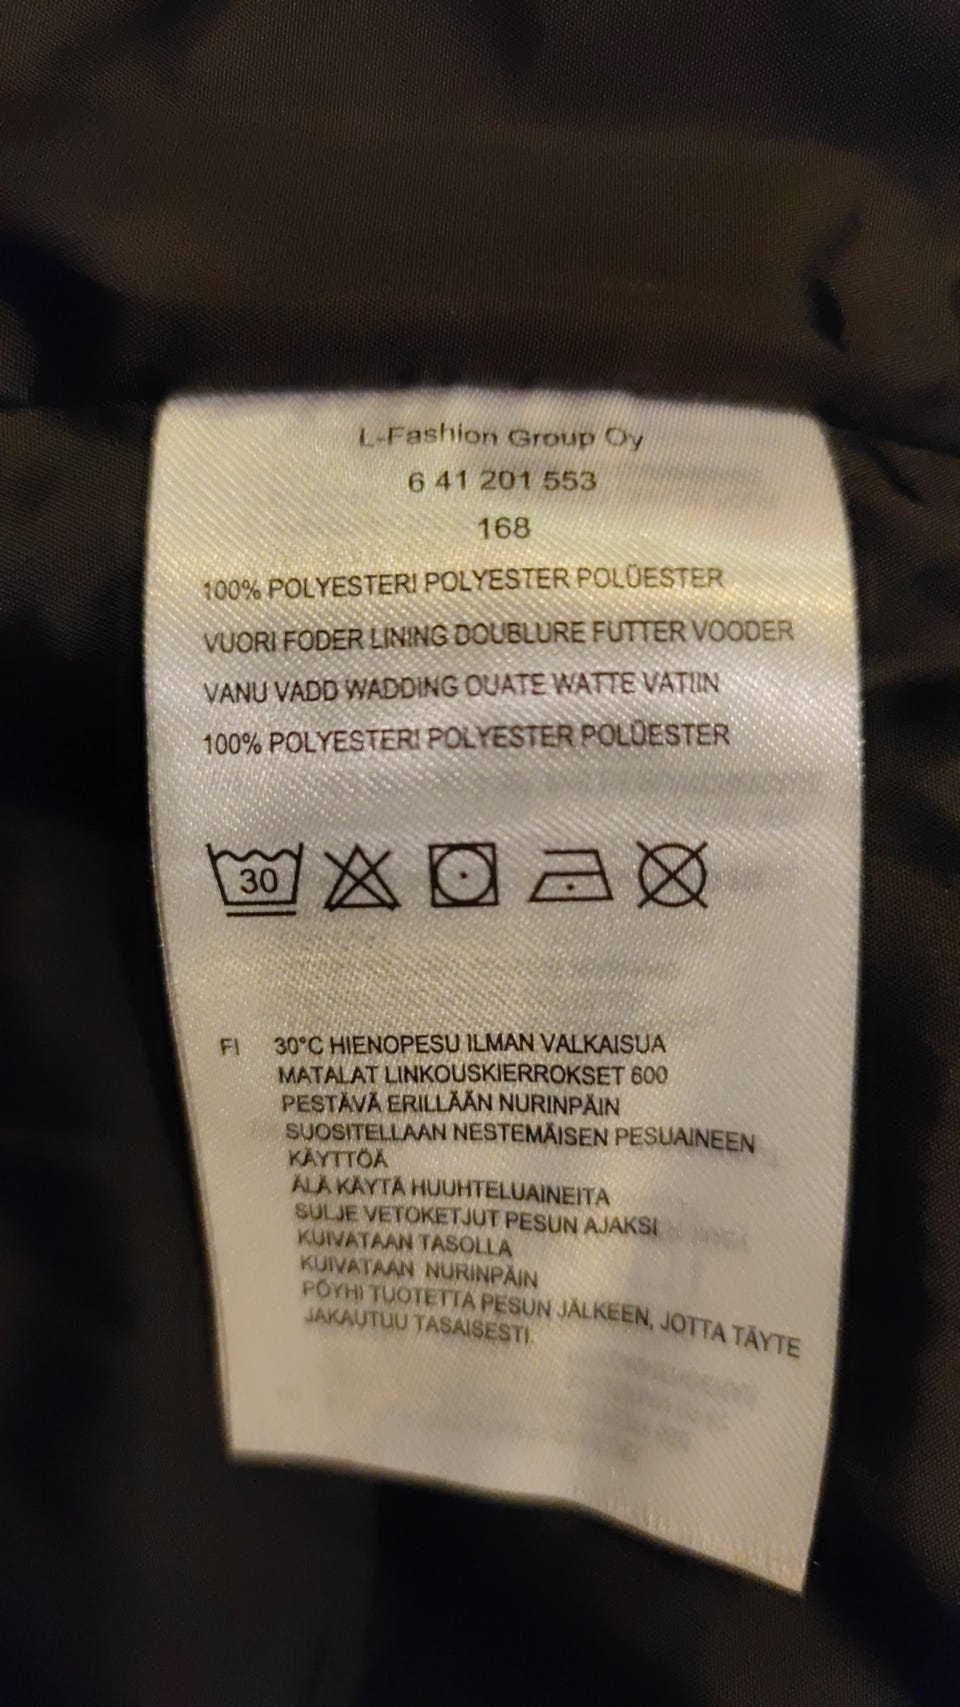 L-Fashion Group Oy
6 41 201 553
168
100% POLYESTERI POLYESTER POLÜESTER
VUORI FODER LINING DOUBLURE FUTTER VOODER
VANU VADD WADDING OUATE WATTE VATIIN
100% POLYESTERI POLYESTER POLÜESTER
30
FI 30°C HIENOPESU ILMAN VALKAISUA
MATALAT LINKOUSKIERROKSET 600
PESTÄVÄ ERILLÄÄN NURINPÄIN
SUOSITELLAAN NESTEMÄISEN PESUAINEEN
KÄYTTÖÄ
ÄLÄ KÄYTÄ HUUHTELUAINEITA
SULJE VETOKETJUT PESUN AJAKSI
KUIVATAAN TASOLLA
KUIVATAAN NURINPÄIN
PÖYHI TUOTETTA PESUN JÄLKEEN, JOTTA TÄYTE
JAKAUTUU TASAISESTI.